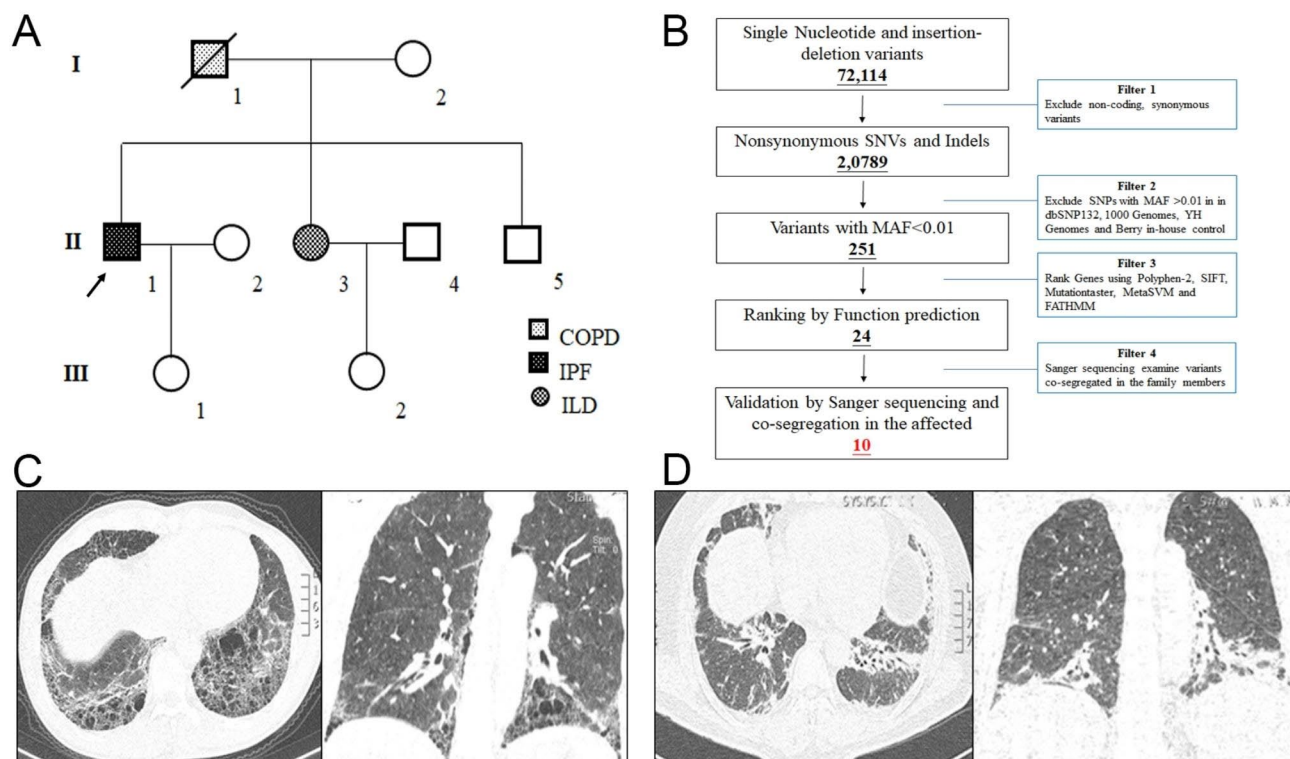 A
I
1
2
II
1
2
3
4
5
COPD
IPF
ILD
III
1
2
B
Single Nucleotide and insertion-
deletion variants
72,114
Filter 1
Exclude non-coding, synonymous
variants
Nonsynonymous SNVs and Indels
2,0789
Filter 2
Exclude SNPs with MAF >0.01 in in
dbSNP132, 1000 Genomes, YH
Genomes and Berry in-house control
Variants with MAF<0.01
251
Filter 3
Rank Genes using Polyphen-2, SIFT,
Mutationtaster, MetaSVM and
FATHMM
Ranking by Function prediction
24
Filter 4
Sanger sequencing examine variants
co-segregated in the family members
Validation by Sanger sequencing and
co-segregation in the affected
10
C
Spin:
Tilt: 0
D